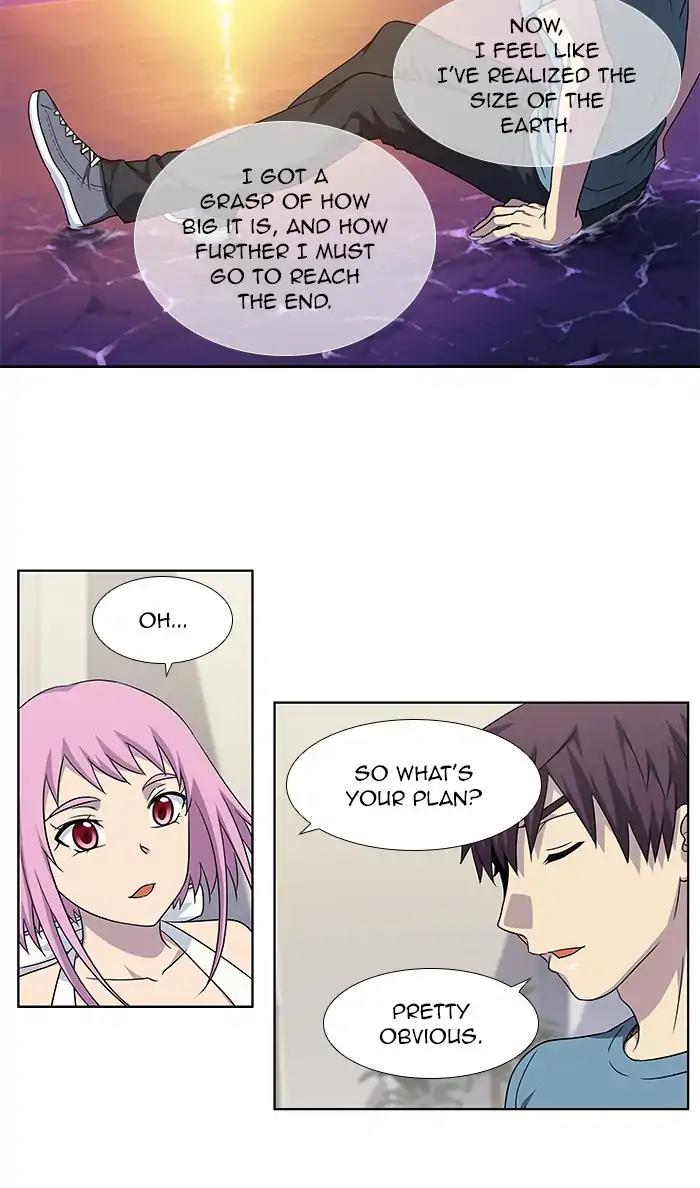 NOW,
I FEEL LIKE
I'VE REALIZED THE
SIZE OF THE
EARTH.
I GOT A
GRASP OF HOW
BIG IT IS, AND HOW
FURTHER I MUST
GO TO REACH
THE END.
OH...
SO WHAT'S
YOUR PLAN?
PRETTY
OBVIOUS.